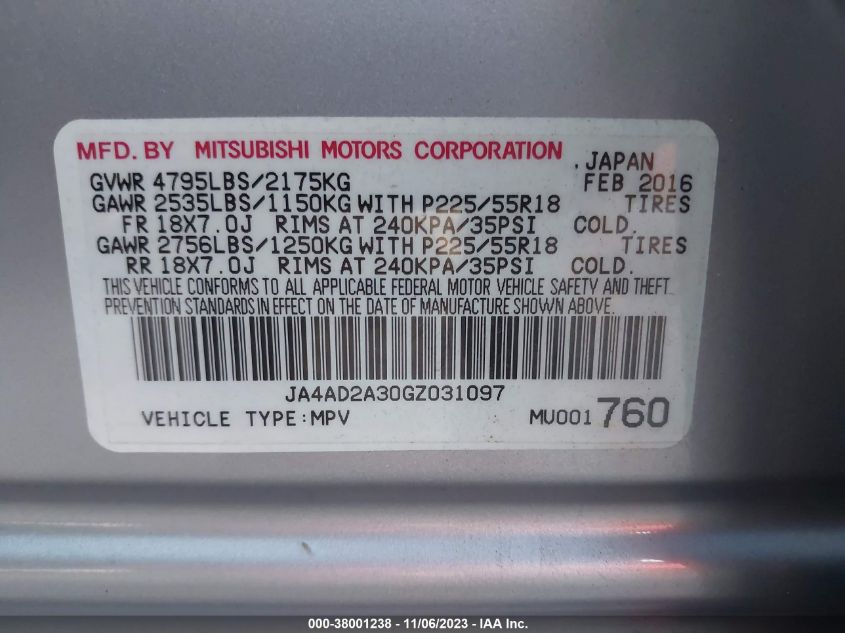 MFD. BY MITSUBISHI MOTORS CORPORATION , JAPAN
GVWR 4795LBS/2175KG FEB 2016
GAWR 2535LBS/1150KG WITH P225/55R18 TIRES
FR 18X7.0J RIMS AT 240KPA/35PSI COLD.
GAWR 2756LBS/1250KG WITH P225/55R18 TIRES
RR 18X7.0J RIMS AT 240KPA/35PSI COLD.
THIS VEHICLE CONFORMS TO ALL APPLICABLE FEDERAL MOTOR VEHICLE SAFETY AND THEFT
PREVENTION STANDARDS IN EFFECT ON THE DATE OF MANUFACTURE SHOWN ABOVE.
JA4AD2A30GZ031097
VEHICLE TYPE:MPV MU001760
000-38001238 - 11/06/2023 - IAA Inc.